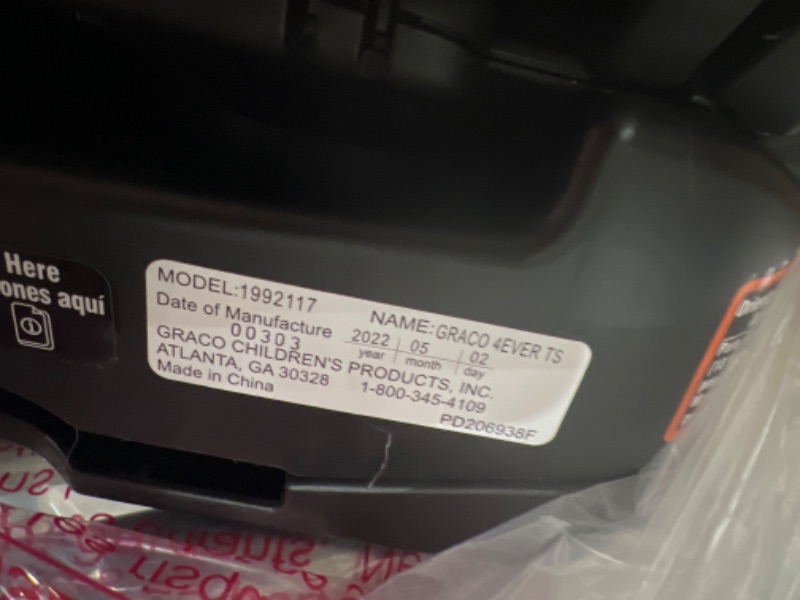 Here
ones aquí
MODEL:1992117 NAME:GRACO 4EVER TS
Date of Manufacture 2022 05 02
00303 year month day
GRACO CHILDREN'S PRODUCTS, INC.
ATLANTA, GA 30328 1-800-345-4109
Made in China
PD206938F